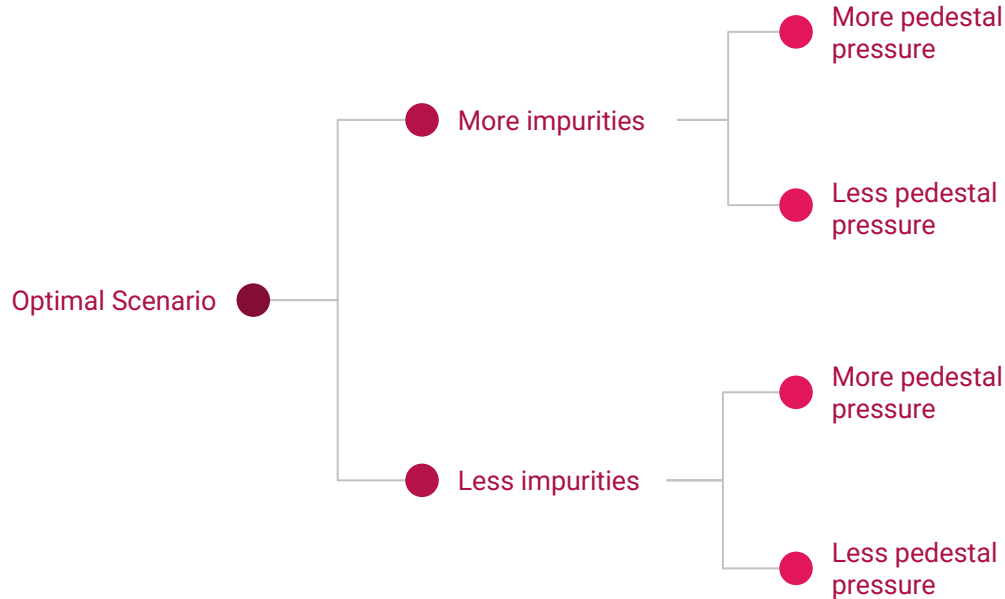 More pedestal
pressure
More impurities
Less pedestal
pressure
Optimal Scenario
More pedestal
pressure
Less impurities
Less pedestal
pressure